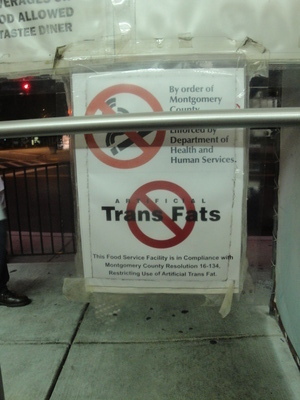 OD ALLOWED
TASTEE DINER
By order of
Montgomery
County
Enforced by
Department of
Health and
Human Services.
ARTIFICIAL
Trans Fats
This Food Service Facility is in Compliance with
Montgomery County Resolution 16-134,
Restricting Use of Artificial Trans Fat.